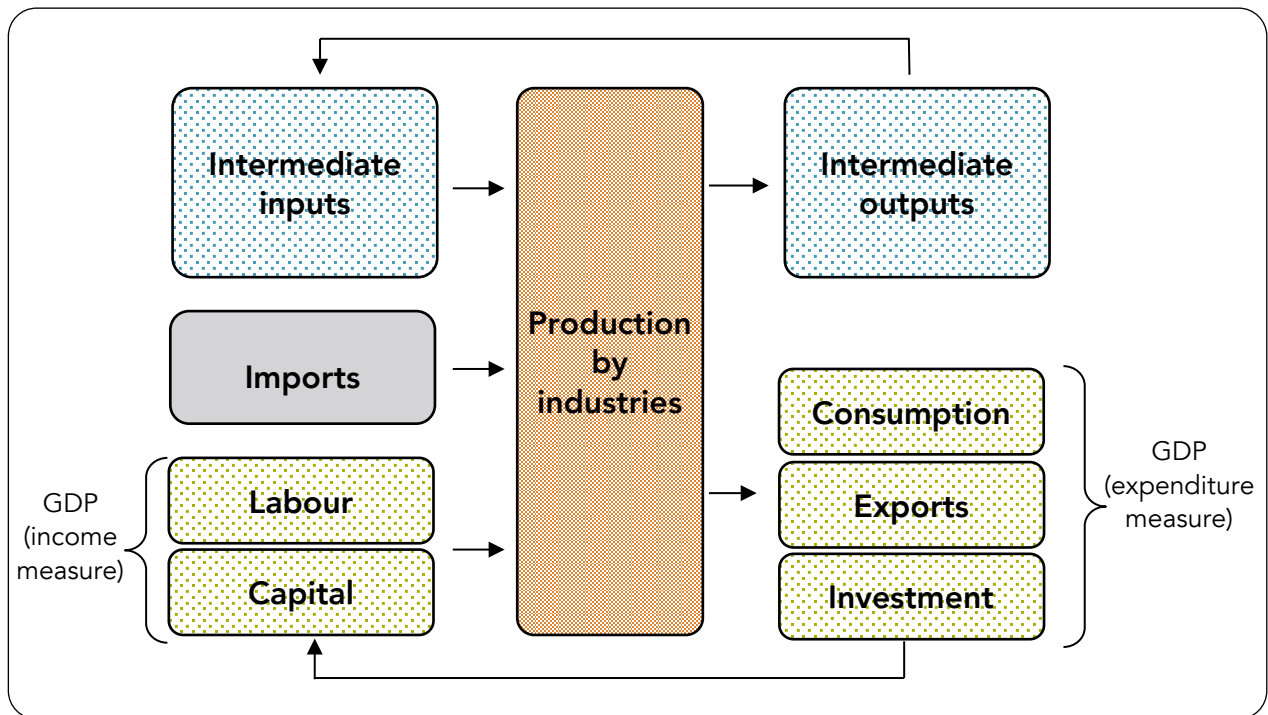 Intermediate
inputs
Imports
GDP
(income
measure)
Labour
Capital
Production
by
industries
Intermediate
outputs
Consumption
Exports
Investment
GDP
(expenditure
measure)